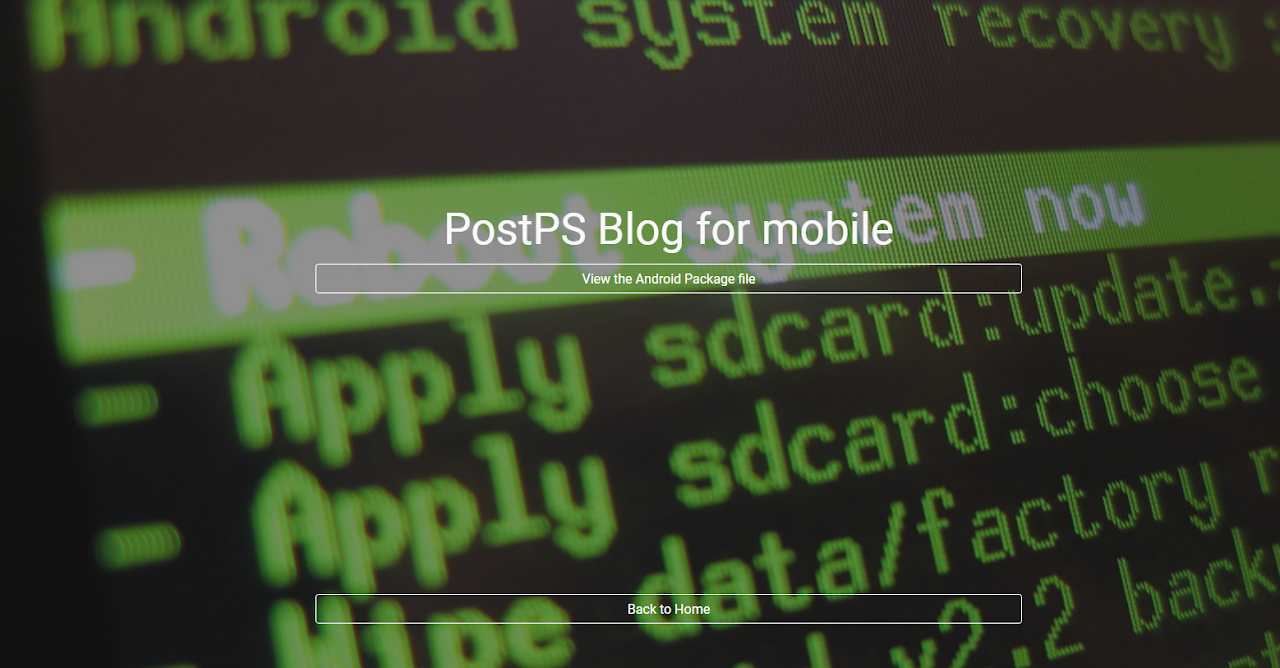 Android system recovery
- Reboot system now
PostPS Blog for mobile
View the Android Package file
- Apply sdcard:update.
- Apply sdcard:choose
- Wipe data/factory
v2.2
Back to Home